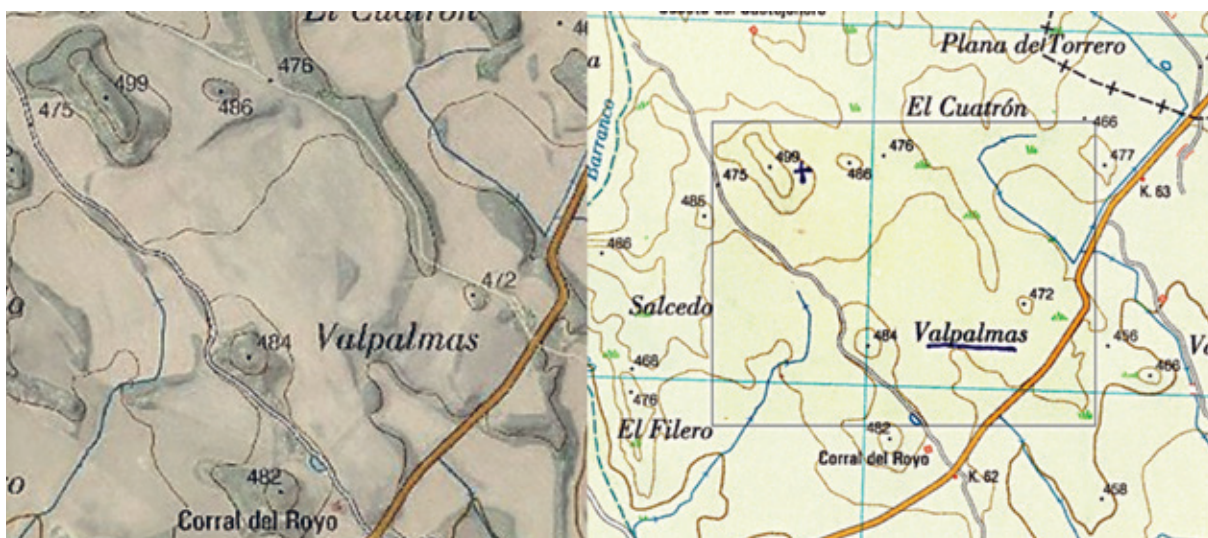 El Cuatrón
476
499
475
486
472
484
Valpalmas
482
Corral del Royo
Plana de Torrero
El Cuatrón
Barranco
466
477
499
475
486
476
K. 63
485
486
472
Salcedo
484
Valpalmas
456
468
466
476
482
El Filero
Corral del Royo
K. 62
458